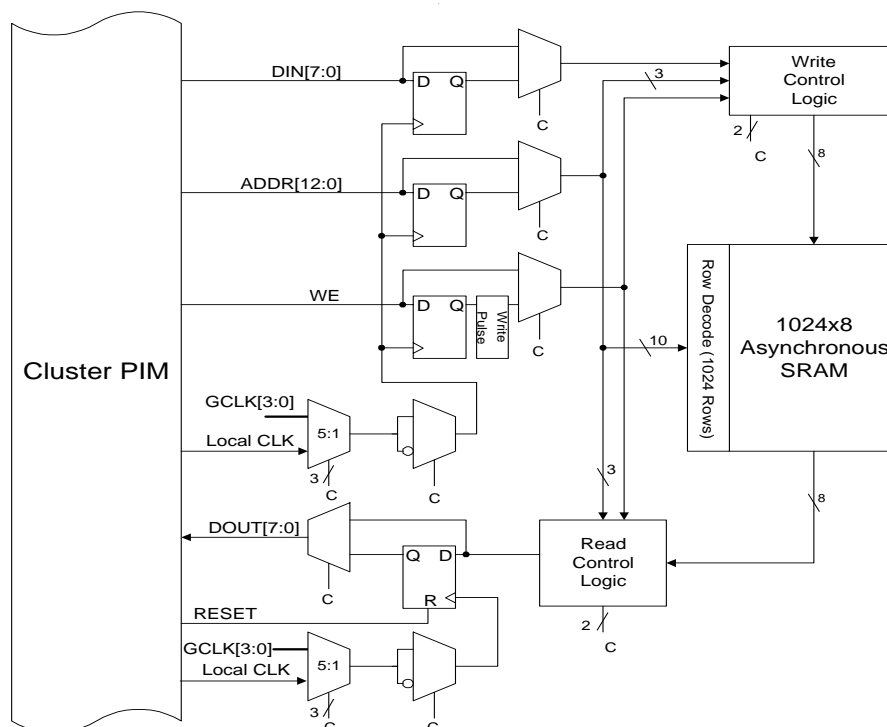 DIN[7:0]
D Q
C
3
Write
Control
Logic
2
C
8
ADDR[12:0]
D Q
C
WE
D Q
Write
Pulse
C
10
Row Decode (1024 Rows)
1024x8
Asynchronous
SRAM
Cluster PIM
GCLK[3:0]
5:1
Local CLK
3
C
C
3
8
DOUT[7:0]
C
Q D
R
Read
Control
Logic
2
C
RESET
GCLK[3:0]
5:1
Local CLK
3
C
C